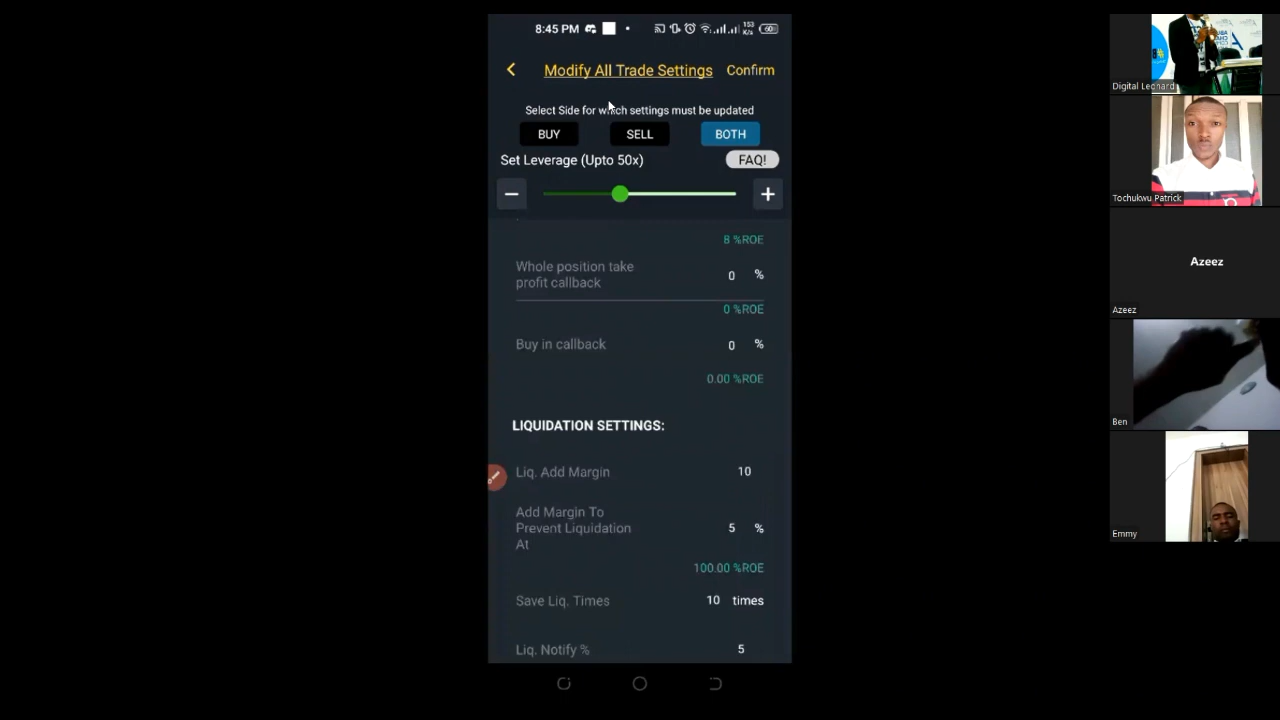 8:45 PM
153
K/s
60
Modify All Trade Settings
Confirm
Select Side for which settings must be updated
BUY
SELL
BOTH
Set Leverage (Upto 50x)
FAQ!
8 %ROE
Whole position take
profit callback
0 %
0 %ROE
Buy in callback
0 %
0.00 %ROE
LIQUIDATION SETTINGS:
Liq. Add Margin
10
Add Margin To
Prevent Liquidation
At
5 %
100.00 %ROE
Save Liq. Times
10 times
Liq. Notify %
5
Digital Leonard
Tochukwu Patrick
Azeez
Azeez
Ben
Emmy